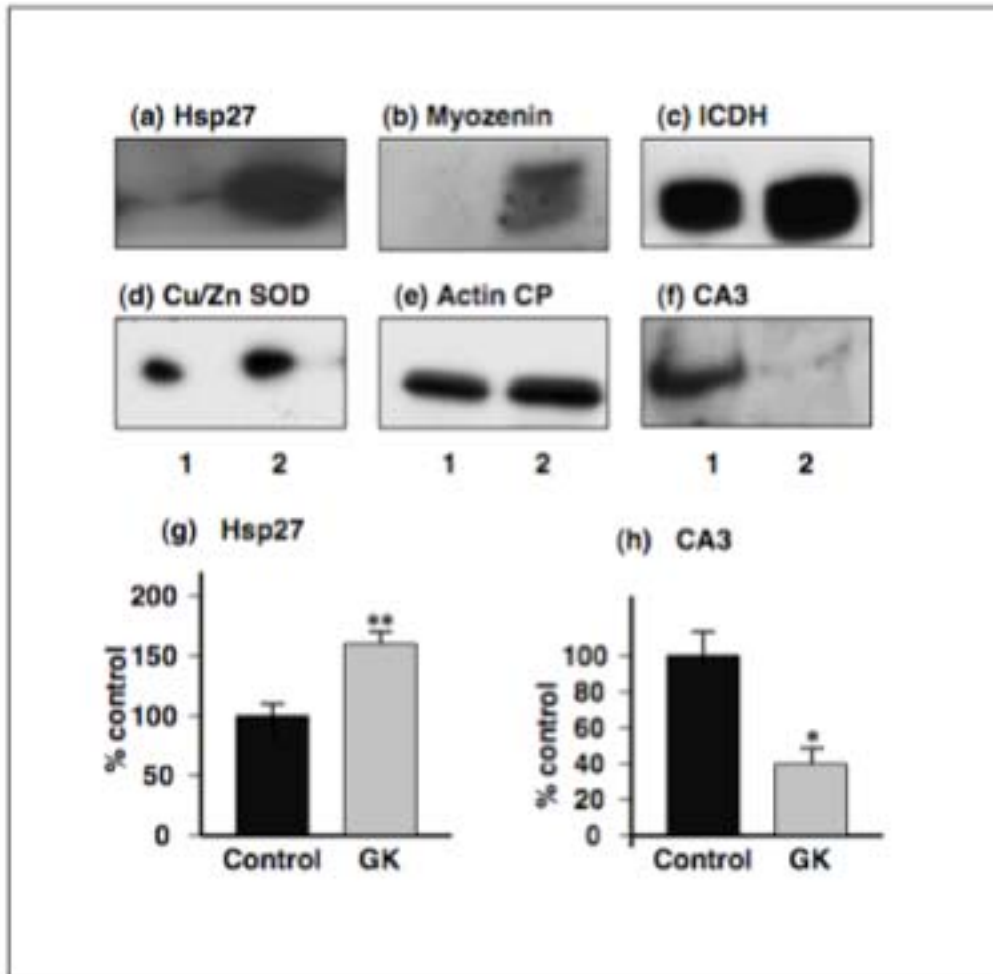 (a) Hsp27 (b) Myozenin (c) ICDH
(d) Cu/Zn SOD (e) Actin CP (f) CA3
1 2 1 2 1 2
(g) Hsp27
% control
200
150
100
50
0
**
Control GK
(h) CA3
% control
100
80
60
40
20
0
*
Control GK